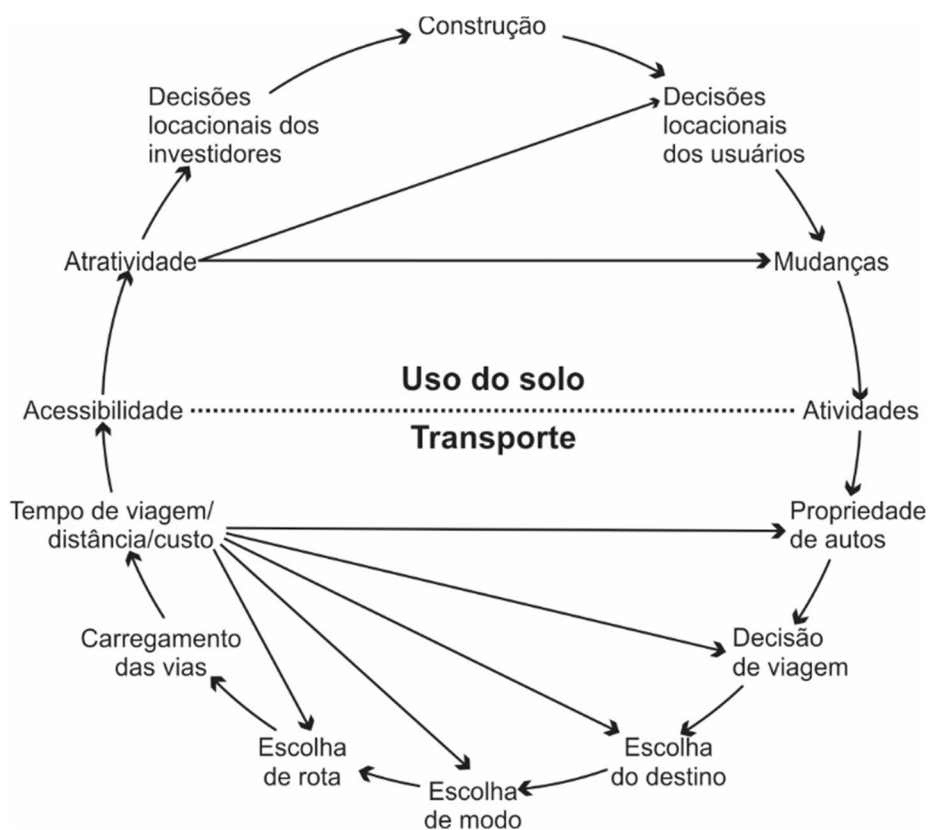 Construção
Decisões
locacionais dos
investidores
Decisões
locacionais
dos usuários
Atratividade
Mudanças
Uso do solo
Acessibilidade
Atividades
Transporte
Tempo de viagem/
distância/custo
Propriedade
de autos
Carregamento
das vias
Decisão
de viagem
Escolha
de rota
Escolha
do destino
Escolha
de modo